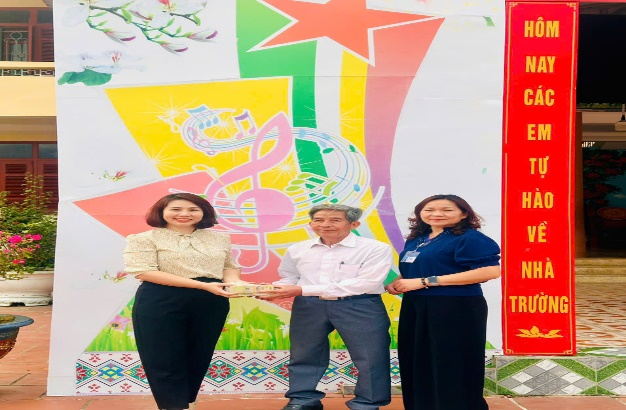 HÔM
NAY
CÁC
EM
TỰ
HÀO
VỀ
NHÀ
TRƯỜNG